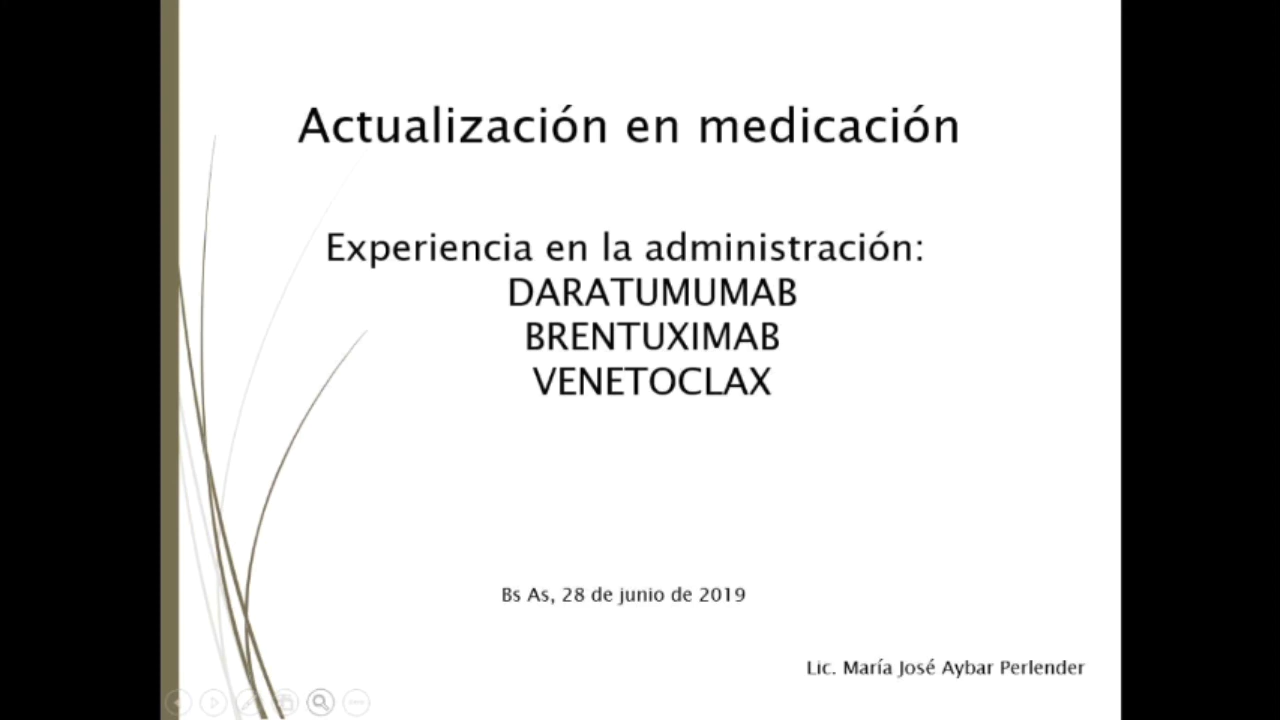 Actualización en medicación
Experiencia en la administración:
DARATUMUMAB
BRENTUXIMAB
VENETOCLAX
Bs As, 28 de junio de 2019
Lic. María José Aybar Perlender